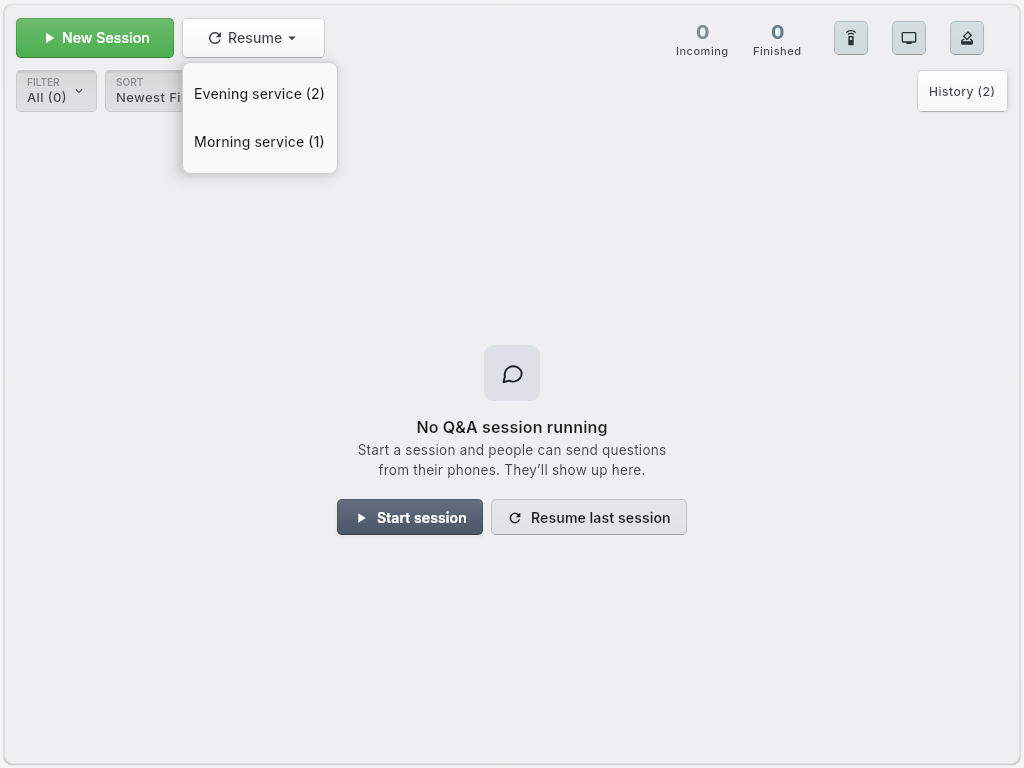 New Session
Resume
0
Incoming
0
Finished
Evening service (2)
Morning service (1)
FILTER
All (0)
SORT
Newest Fi
History (2)
No Q&A session running
Start a session and people can send questions
from their phones. They’ll show up here.
Start session
Resume last session